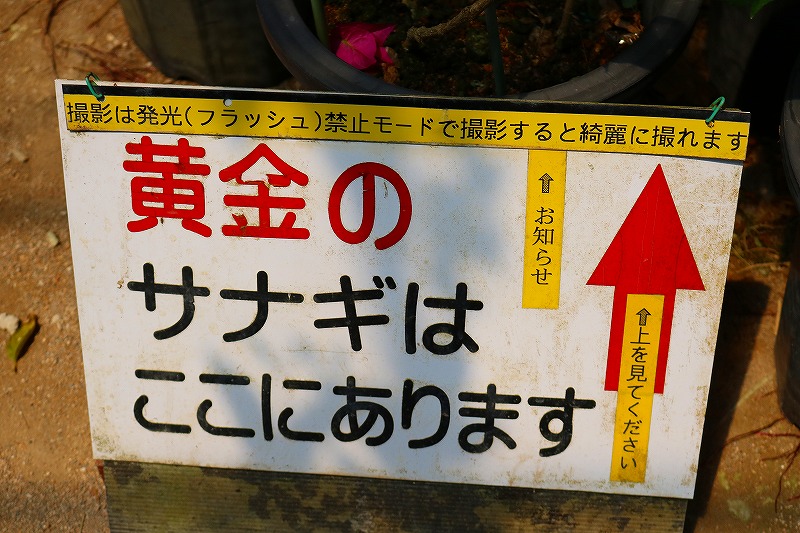 撮影は発光(フラッシュ)禁止モードで撮影すると綺麗に撮れます
黄金の
サナギは
ここにあります
⇧お知らせ
⇧上を見てください